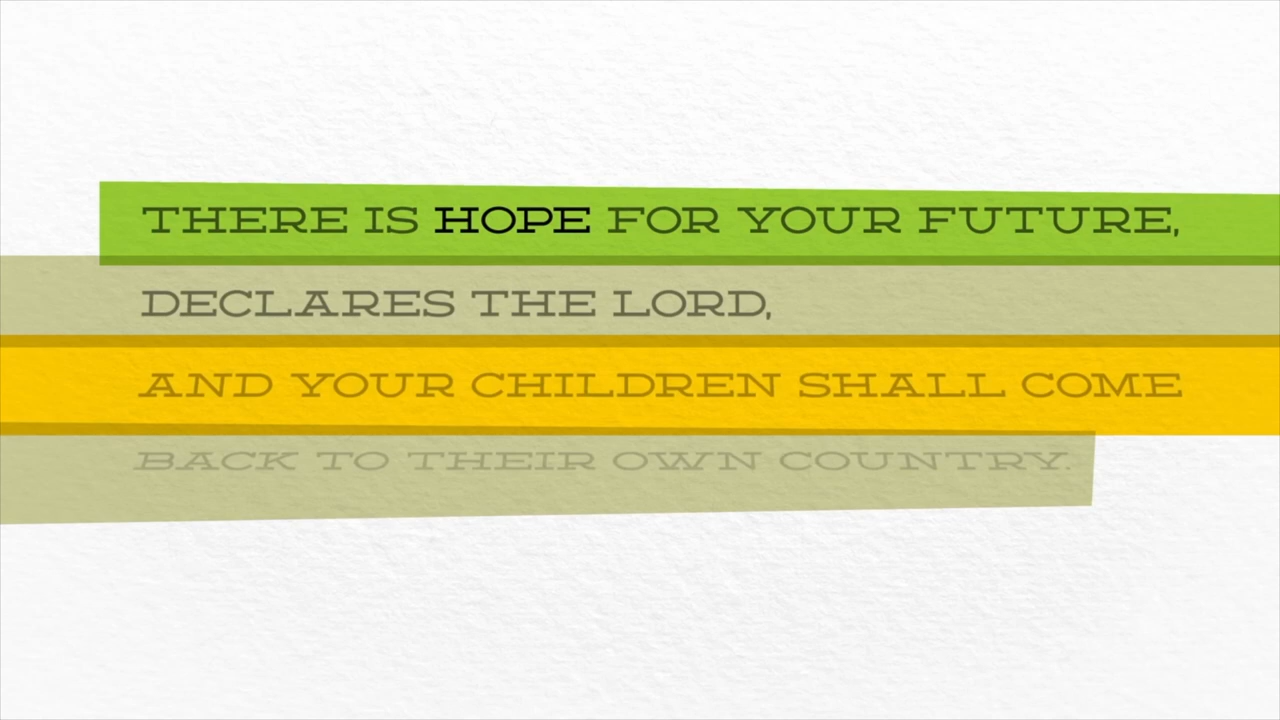 THERE IS HOPE FOR YOUR FUTURE,
DECLARES THE LORD,
AND YOUR CHILDREN SHALL COME
BACK TO THEIR OWN COUNTRY.